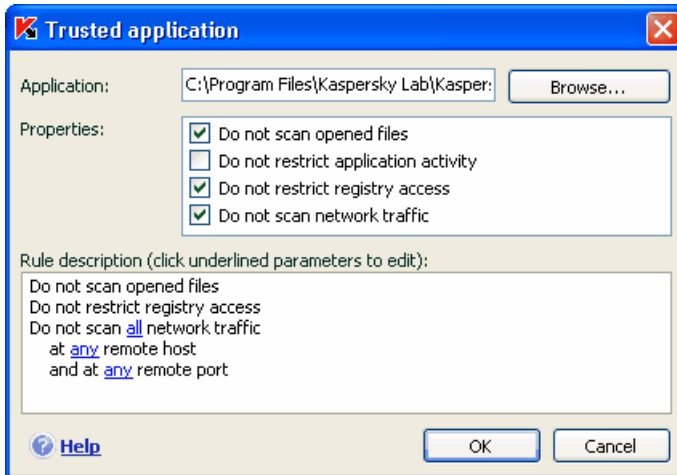 Trusted application
Application:
C:\Program Files\Kaspersky Lab\Kasper
Browse...
Properties:
Do not scan opened files
Do not restrict application activity
Do not restrict registry access
Do not scan network traffic
Rule description (click underlined parameters to edit):
Do not scan opened files
Do not restrict registry access
Do not scan all network traffic
at any remote host
and at any remote port
Help
OK
Cancel